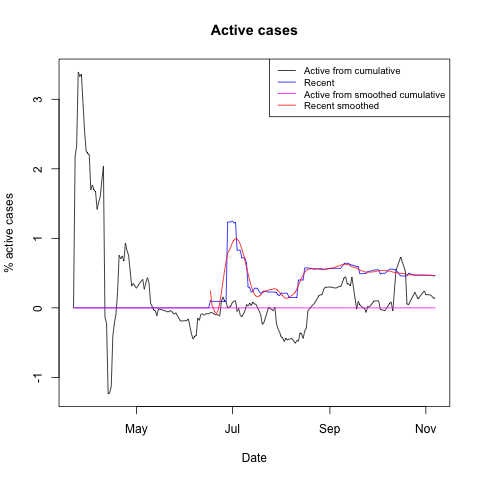 Active cases
Active from cumulative
Recent
Active from smoothed cumulative
Recent smoothed
% active cases
3
2
1
0
-1
May
Jul
Sep
Nov
Date